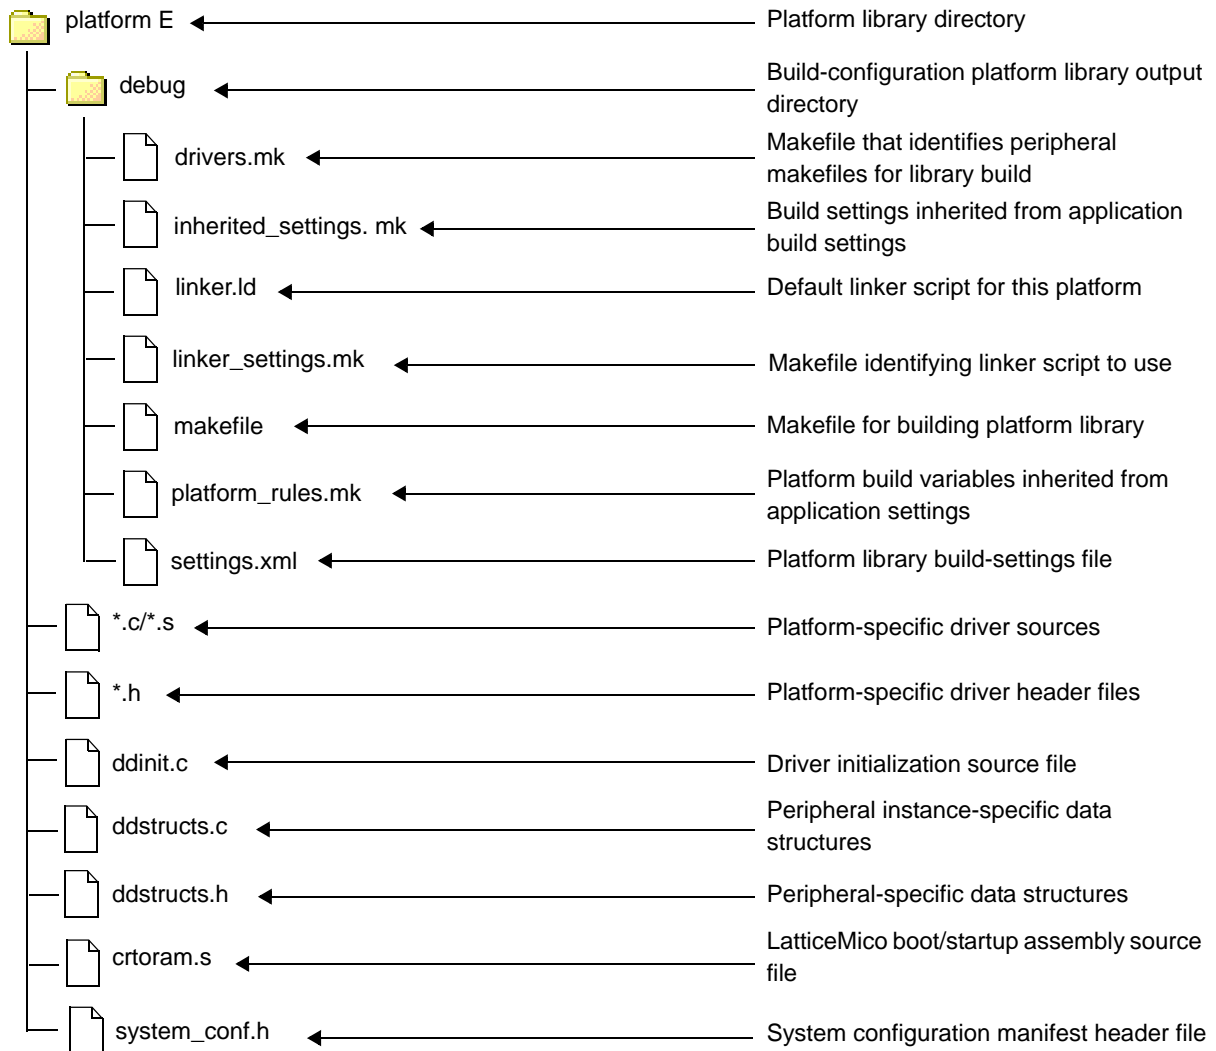 platform E
Platform library directory
debug
Build-configuration platform library output
directory
drivers.mk
Makefile that identifies peripheral
makefiles for library build
inherited_settings. mk
Build settings inherited from application
build settings
linker.ld
Default linker script for this platform
linker_settings.mk
Makefile identifying linker script to use
makefile
Makefile for building platform library
platform_rules.mk
Platform build variables inherited from
application settings
settings.xml
Platform library build-settings file
*.c/*.s
Platform-specific driver sources
*.h
Platform-specific driver header files
ddinit.c
Driver initialization source file
ddstructs.c
Peripheral instance-specific data
structures
ddstructs.h
Peripheral-specific data structures
crtoram.s
LatticeMico boot/startup assembly source
file
system_conf.h
System configuration manifest header file